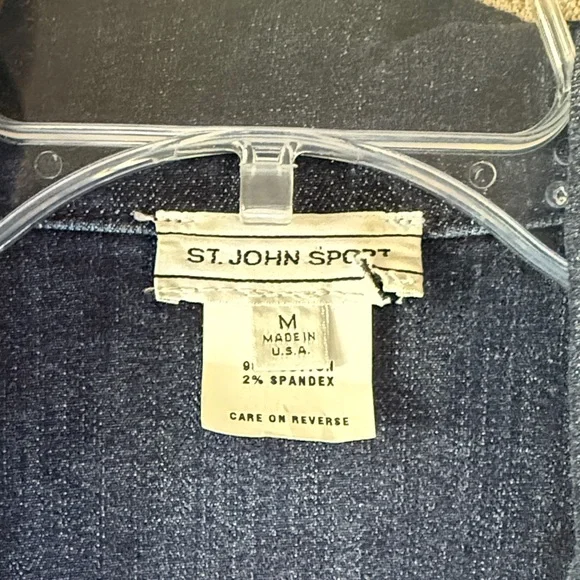 ST. JOHN SPORT
M
MADE IN
U.S.A.
2% SPANDEX
CARE ON REVERSE